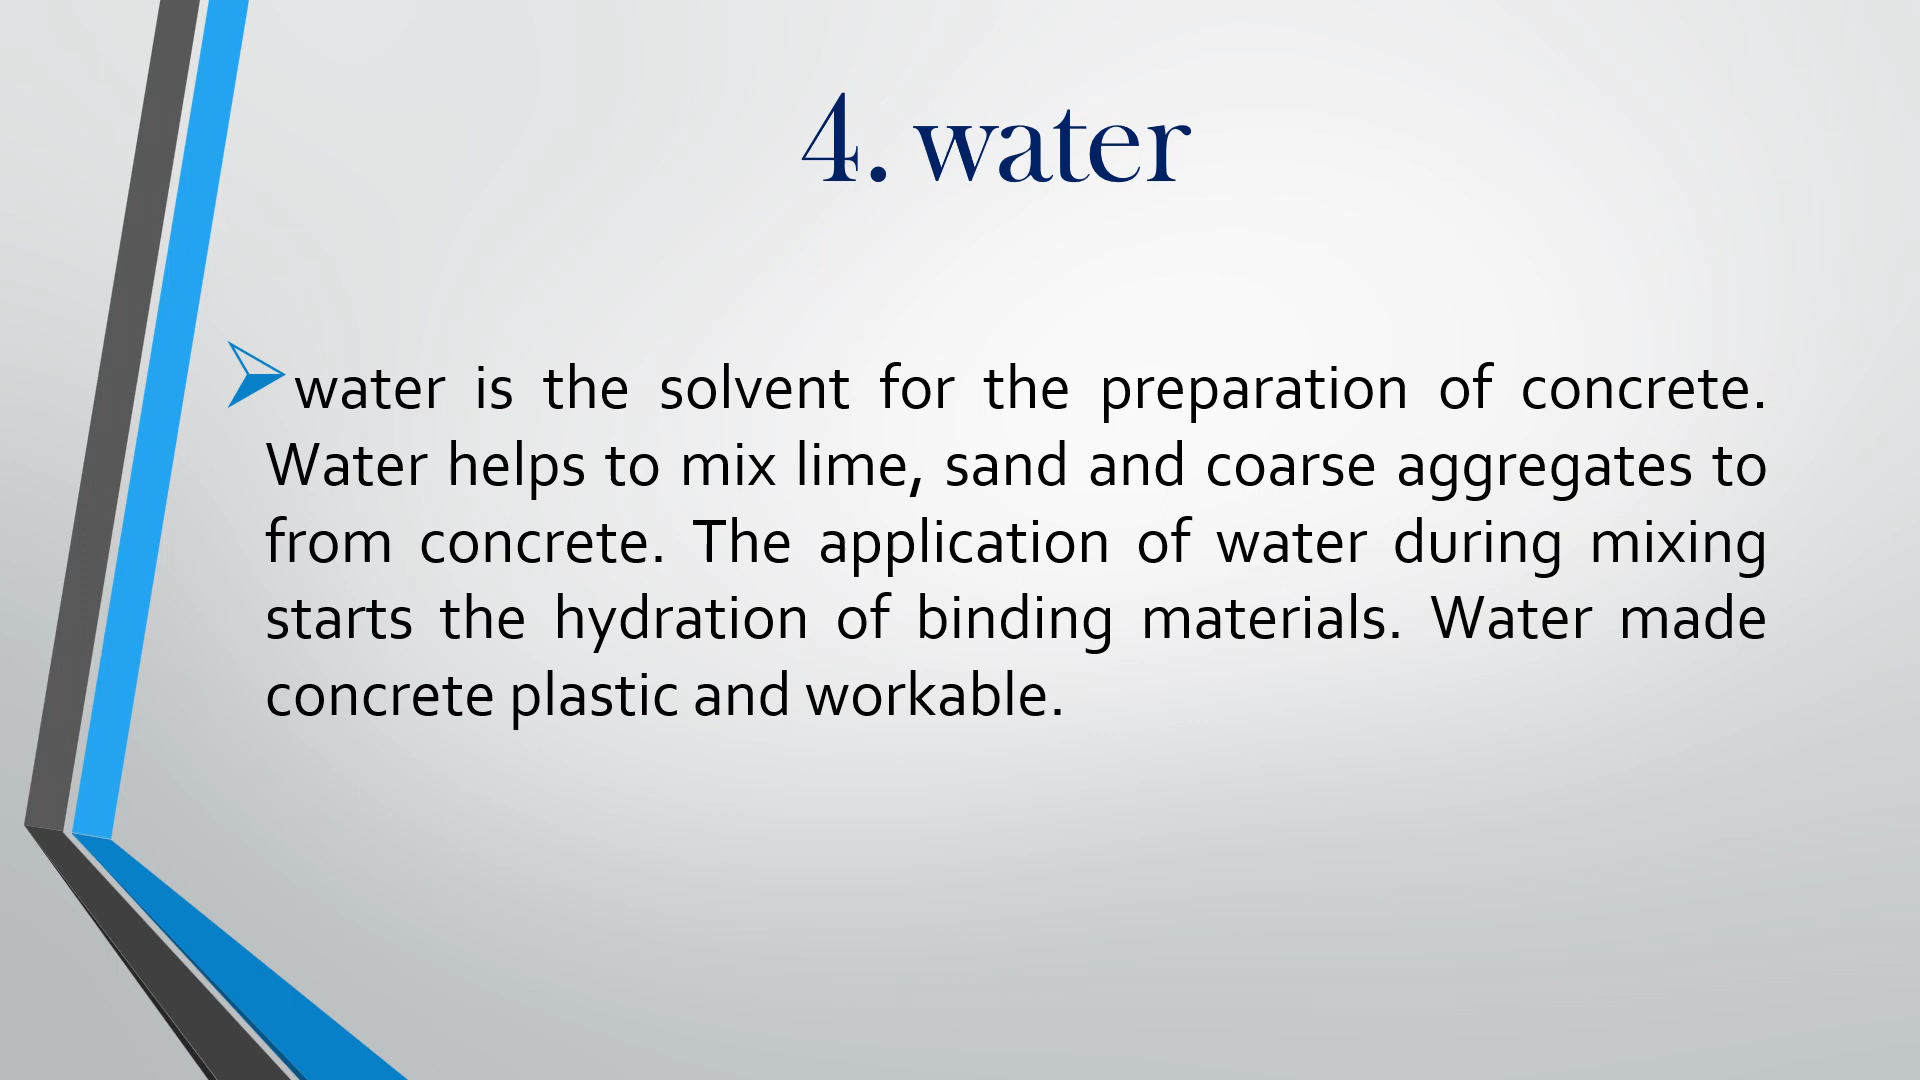 4. water
water is the solvent for the preparation of concrete.
Water helps to mix lime, sand and coarse aggregates to
from concrete. The application of water during mixing
starts the hydration of binding materials. Water made
concrete plastic and workable.